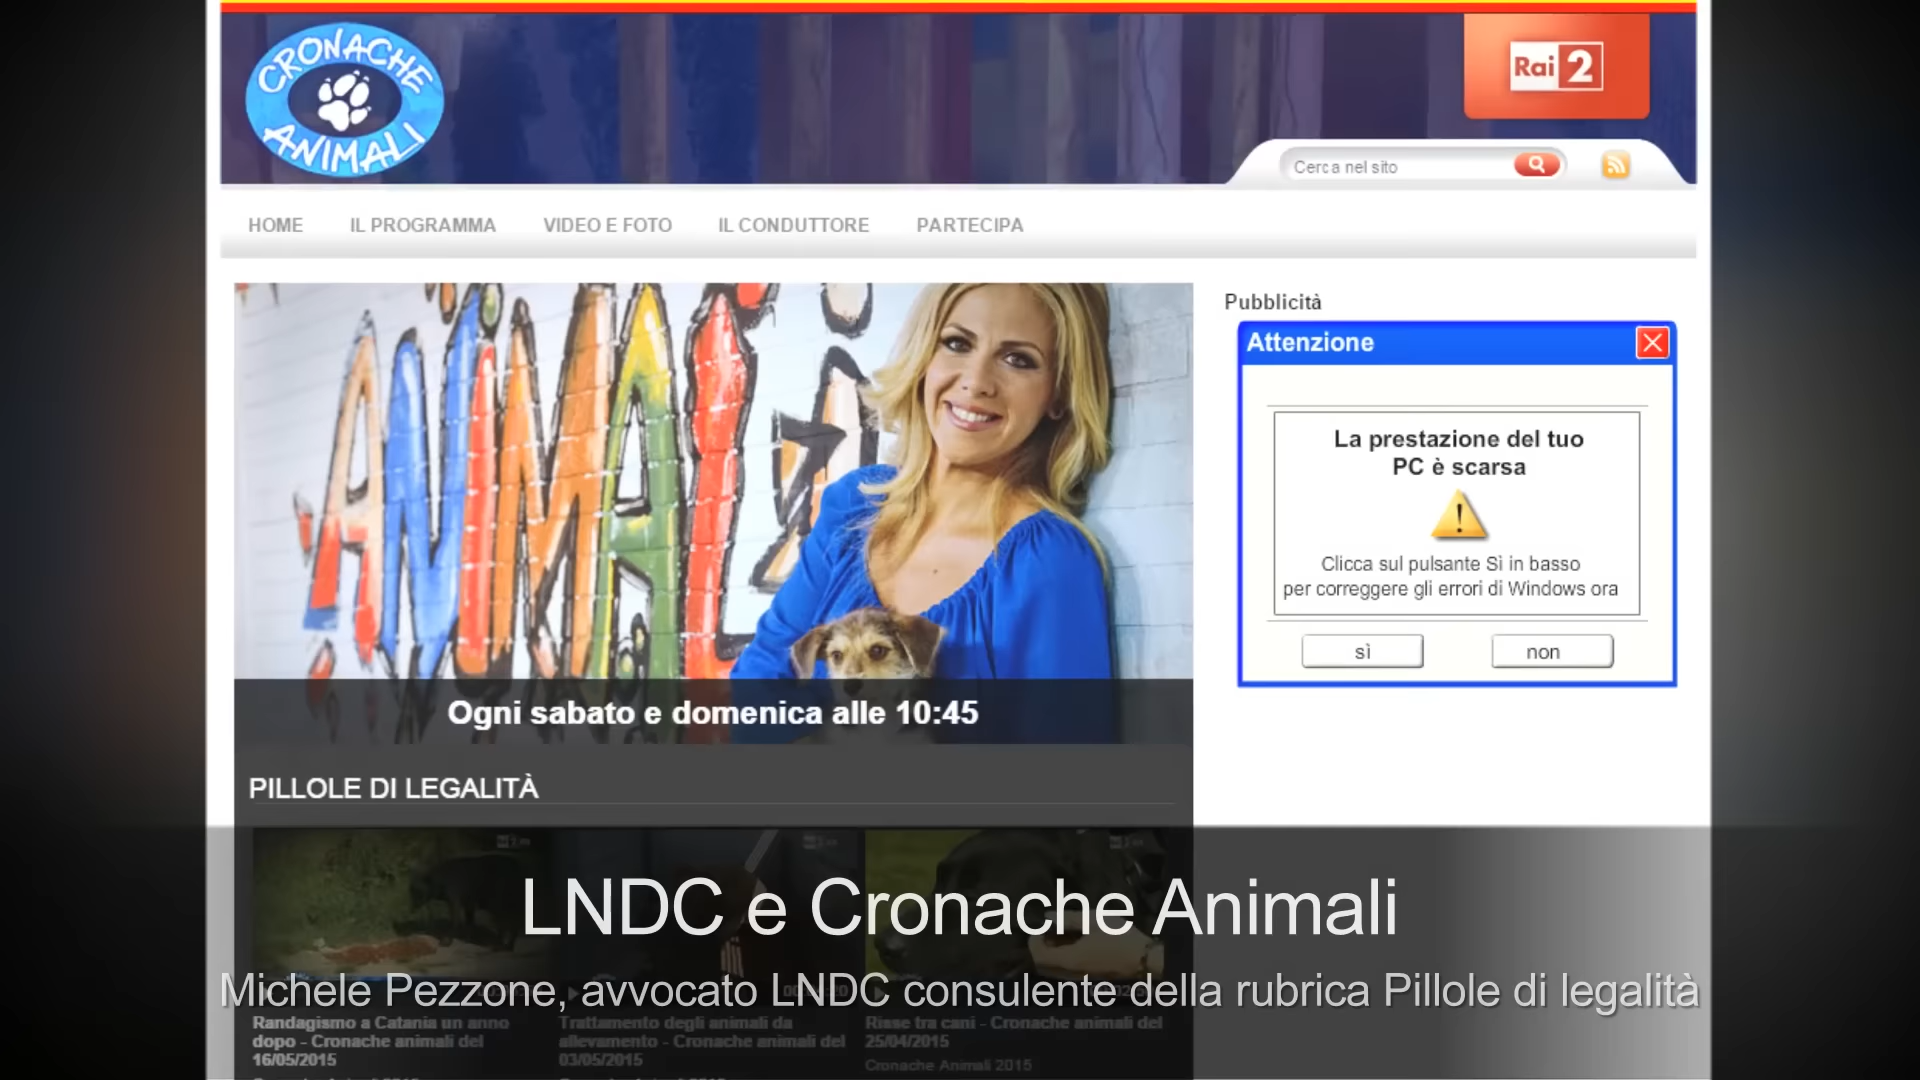 CRONACHE
ANIMALI
Rai 2
Cerca nel sito
HOME IL PROGRAMMA VIDEO E FOTO IL CONDUTTORE PARTECIPA
ANIMALI
Ogni sabato e domenica alle 10:45
Pubblicità
Attenzione
La prestazione del tuo
PC è scarsa
Clicca sul pulsante Sì in basso
per correggere gli errori di Windows ora
sì non
PILLOLE DI LEGALITÀ
LNDC e Cronache Animali
Michele Pezzone, avvocato LNDC consulente della rubrica Pillole di legalità
Randagismo a Catania un anno
dopo - Cronache animali del
16/05/2015
Trattamento degli animali da
allevamento - Cronache animali del
03/05/2015
Risse tra cani - Cronache animali del
25/04/2015
Cronache Animali 2015